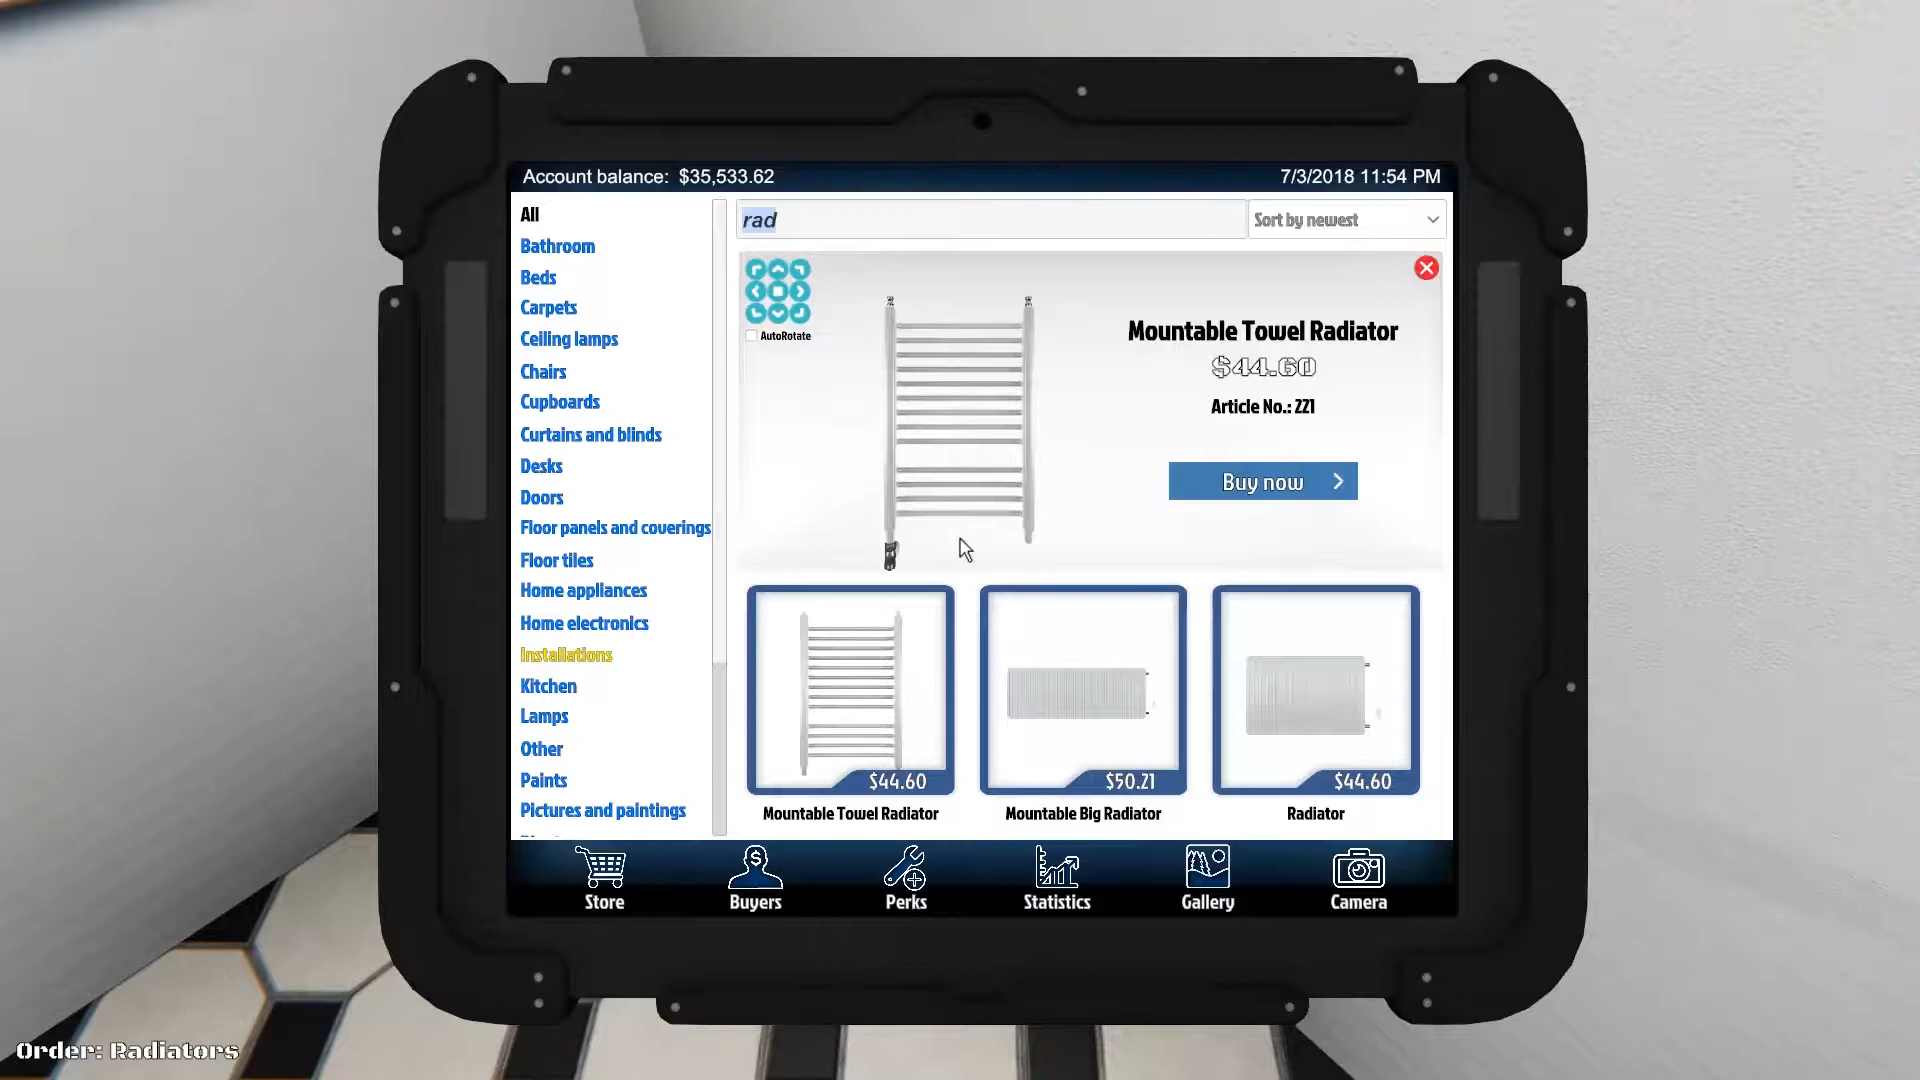 Account balance: $35,533.62
7/3/2018 11:54 PM
All
Bathroom
Beds
Carpets
Ceiling lamps
Chairs
Cupboards
Curtains and blinds
Desks
Doors
Floor panels and coverings
Floor tiles
Home appliances
Home electronics
Installations
Kitchen
Lamps
Other
Paints
Pictures and paintings
rad
Sort by newest
AutoRotate
Mountable Towel Radiator
$44.60
Article No.: 221
Buy now
$44.60
Mountable Towel Radiator
$50.21
Mountable Big Radiator
$44.60
Radiator
Store
Buyers
Perks
Statistics
Gallery
Camera
Order: Radiators